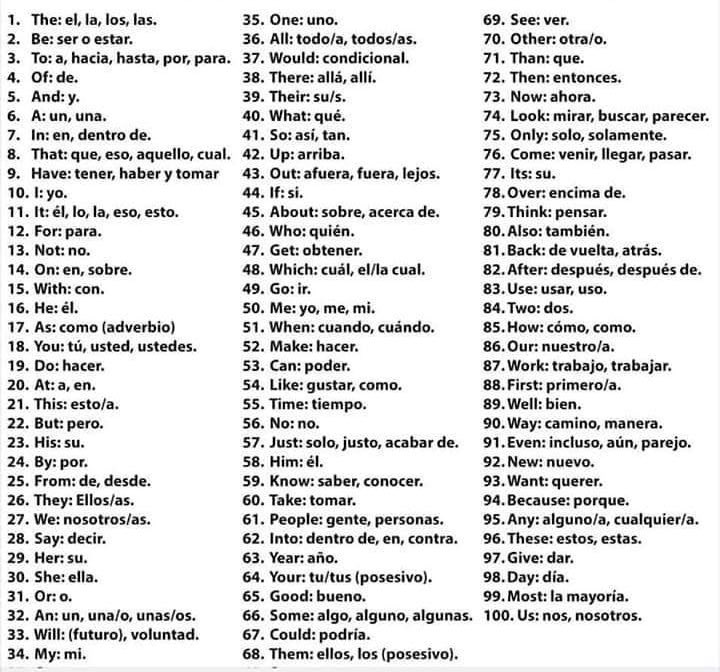 1. The: el, la, los, las.
2. Be: ser o estar.
3. To: a, hacia, hasta, por, para.
4. Of: de.
5. And: y.
6. A: un, una.
7. In: en, dentro de.
8. That: que, eso, aquello, cual.
9. Have: tener, haber y tomar
10. I: yo.
11. It: él, lo, la, eso, esto.
12. For: para.
13. Not: no.
14. On: en, sobre.
15. With: con.
16. He: él.
17. As: como (adverbio)
18. You: tú, usted, ustedes.
19. Do: hacer.
20. At: a, en.
21. This: esto/a.
22. But: pero.
23. His: su.
24. By: por.
25. From: de, desde.
26. They: Ellos/as.
27. We: nosotros/as.
28. Say: decir.
29. Her: su.
30. She: ella.
31. Or: o.
32. An: un, una/o, unas/os.
33. Will: (futuro), voluntad.
34. My: mi.
35. One: uno.
36. All: todo/a, todos/as.
37. Would: condicional.
38. There: allá, allí.
39. Their: su/s.
40. What: qué.
41. So: así, tan.
42. Up: arriba.
43. Out: afuera, fuera, lejos.
44. If: si.
45. About: sobre, acerca de.
46. Who: quién.
47. Get: obtener.
48. Which: cuál, el/la cual.
49. Go: ir.
50. Me: yo, me, mi.
51. When: cuando, cuándo.
52. Make: hacer.
53. Can: poder.
54. Like: gustar, como.
55. Time: tiempo.
56. No: no.
57. Just: solo, justo, acabar de.
58. Him: él.
59. Know: saber, conocer.
60. Take: tomar.
61. People: gente, personas.
62. Into: dentro de, en, contra.
63. Year: año.
64. Your: tu/tus (posesivo).
65. Good: bueno.
66. Some: algo, alguno, algunas.
67. Could: podría.
68. Them: ellos, los (posesivo).
69. See: ver.
70. Other: otra/o.
71. Than: que.
72. Then: entonces.
73. Now: ahora.
74. Look: mirar, buscar, parecer.
75. Only: solo, solamente.
76. Come: venir, llegar, pasar.
77. Its: su.
78. Over: encima de.
79. Think: pensar.
80. Also: también.
81. Back: de vuelta, atrás.
82. After: después, después de.
83. Use: usar, uso.
84. Two: dos.
85. How: cómo, como.
86. Our: nuestro/a.
87. Work: trabajo, trabajar.
88. First: primero/a.
89. Well: bien.
90. Way: camino, manera.
91. Even: incluso, aún, parejo.
92. New: nuevo.
93. Want: querer.
94. Because: porque.
95. Any: alguno/a, cualquier/a.
96. These: estos, estas.
97. Give: dar.
98. Day: día.
99. Most: la mayoría.
100. Us: nos, nosotros.